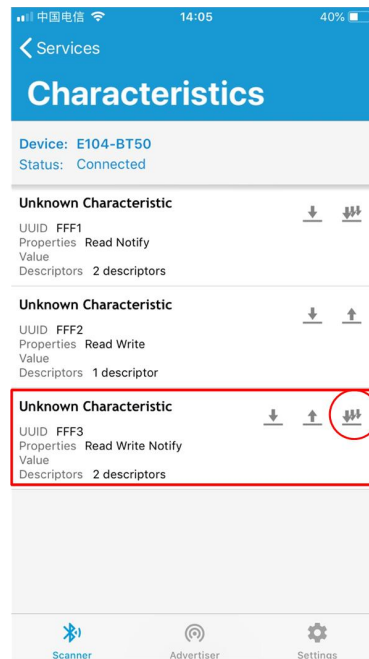 中国电信 14:05 40%
Services
Characteristics
Device: E104-BT50
Status: Connected
Unknown Characteristic
UUID FFF1
Properties Read Notify
Value
Descriptors 2 descriptors
Unknown Characteristic
UUID FFF2
Properties Read Write
Value
Descriptors 1 descriptor
Unknown Characteristic
UUID FFF3
Properties Read Write Notify
Value
Descriptors 2 descriptors
Scanner Advertiser Settings